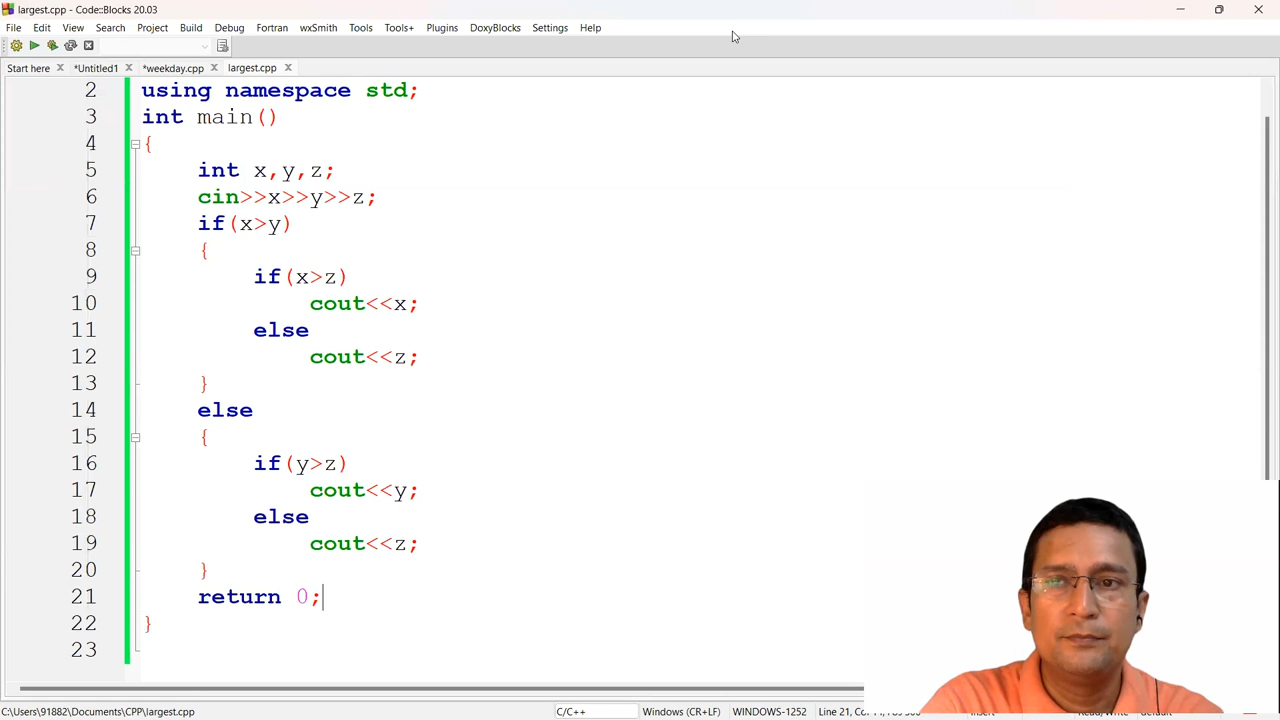 largest.cpp - Code::Blocks 20.03
File Edit View Search Project Build Debug Fortran wxSmith Tools Tools+ Plugins DoxyBlocks Settings Help
Start here *Untitled1 *weekday.cpp largest.cpp
2 using namespace std;
3 int main()
4 {
5 int x,y,z;
6 cin>>x>>y>>z;
7 if(x>y)
8 {
9 if(x>z)
10 cout<<x;
11 else
12 cout<<z;
13 }
14 else
15 {
16 if(y>z)
17 cout<<y;
18 else
19 cout<<z;
20 }
21 return 0;
22 }
23
C:\Users\91882\Documents\CPP\largest.cpp C/C++ Windows (CR+LF) WINDOWS-1252 Line 21,